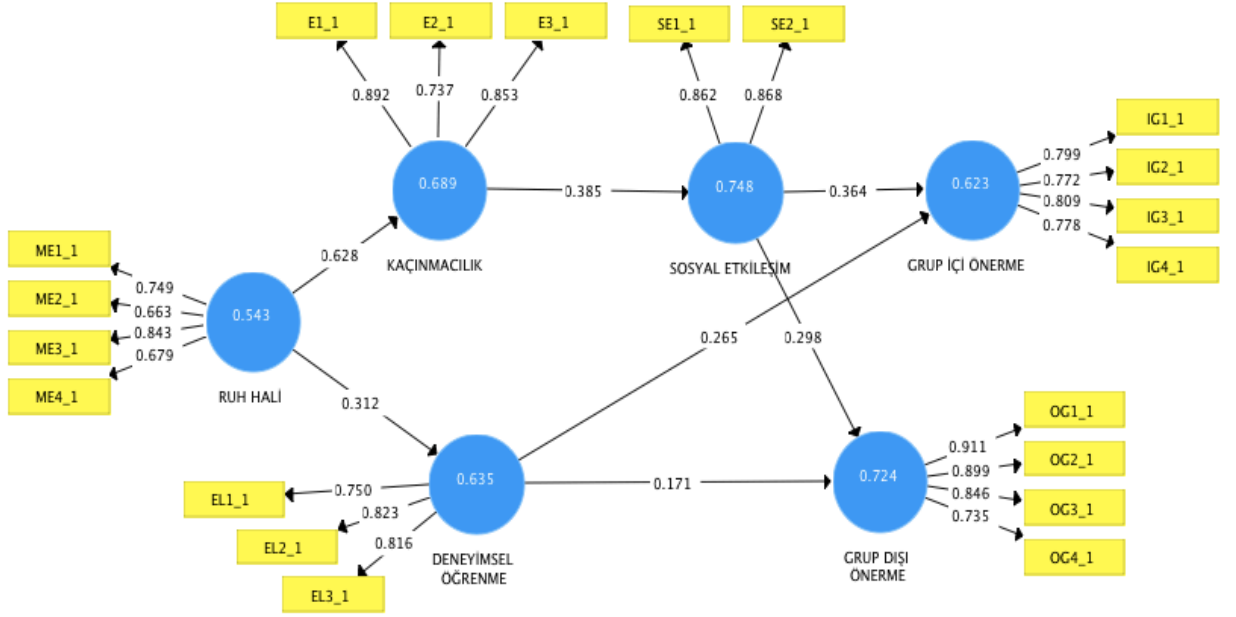 E1_1
E2_1
E3_1
SE1_1
SE2_1
0.892
0.737
0.853
0.862
0.868
0.689
KAÇINMACILIK
0.385
0.748
SOSYAL ETKİLEŞİM
0.364
0.623
GRUP İÇİ ÖNERME
0.799
0.772
0.809
0.778
IG1_1
IG2_1
IG3_1
IG4_1
ME1_1
ME2_1
ME3_1
ME4_1
0.749
0.663
0.843
0.679
0.543
RUH HALİ
0.628
0.312
0.265
0.298
EL1_1
EL2_1
EL3_1
0.750
0.823
0.816
0.635
DENEYİMSEL
ÖĞRENME
0.171
0.724
GRUP DIŞI
ÖNERME
0.911
0.899
0.846
0.735
OG1_1
OG2_1
OG3_1
OG4_1